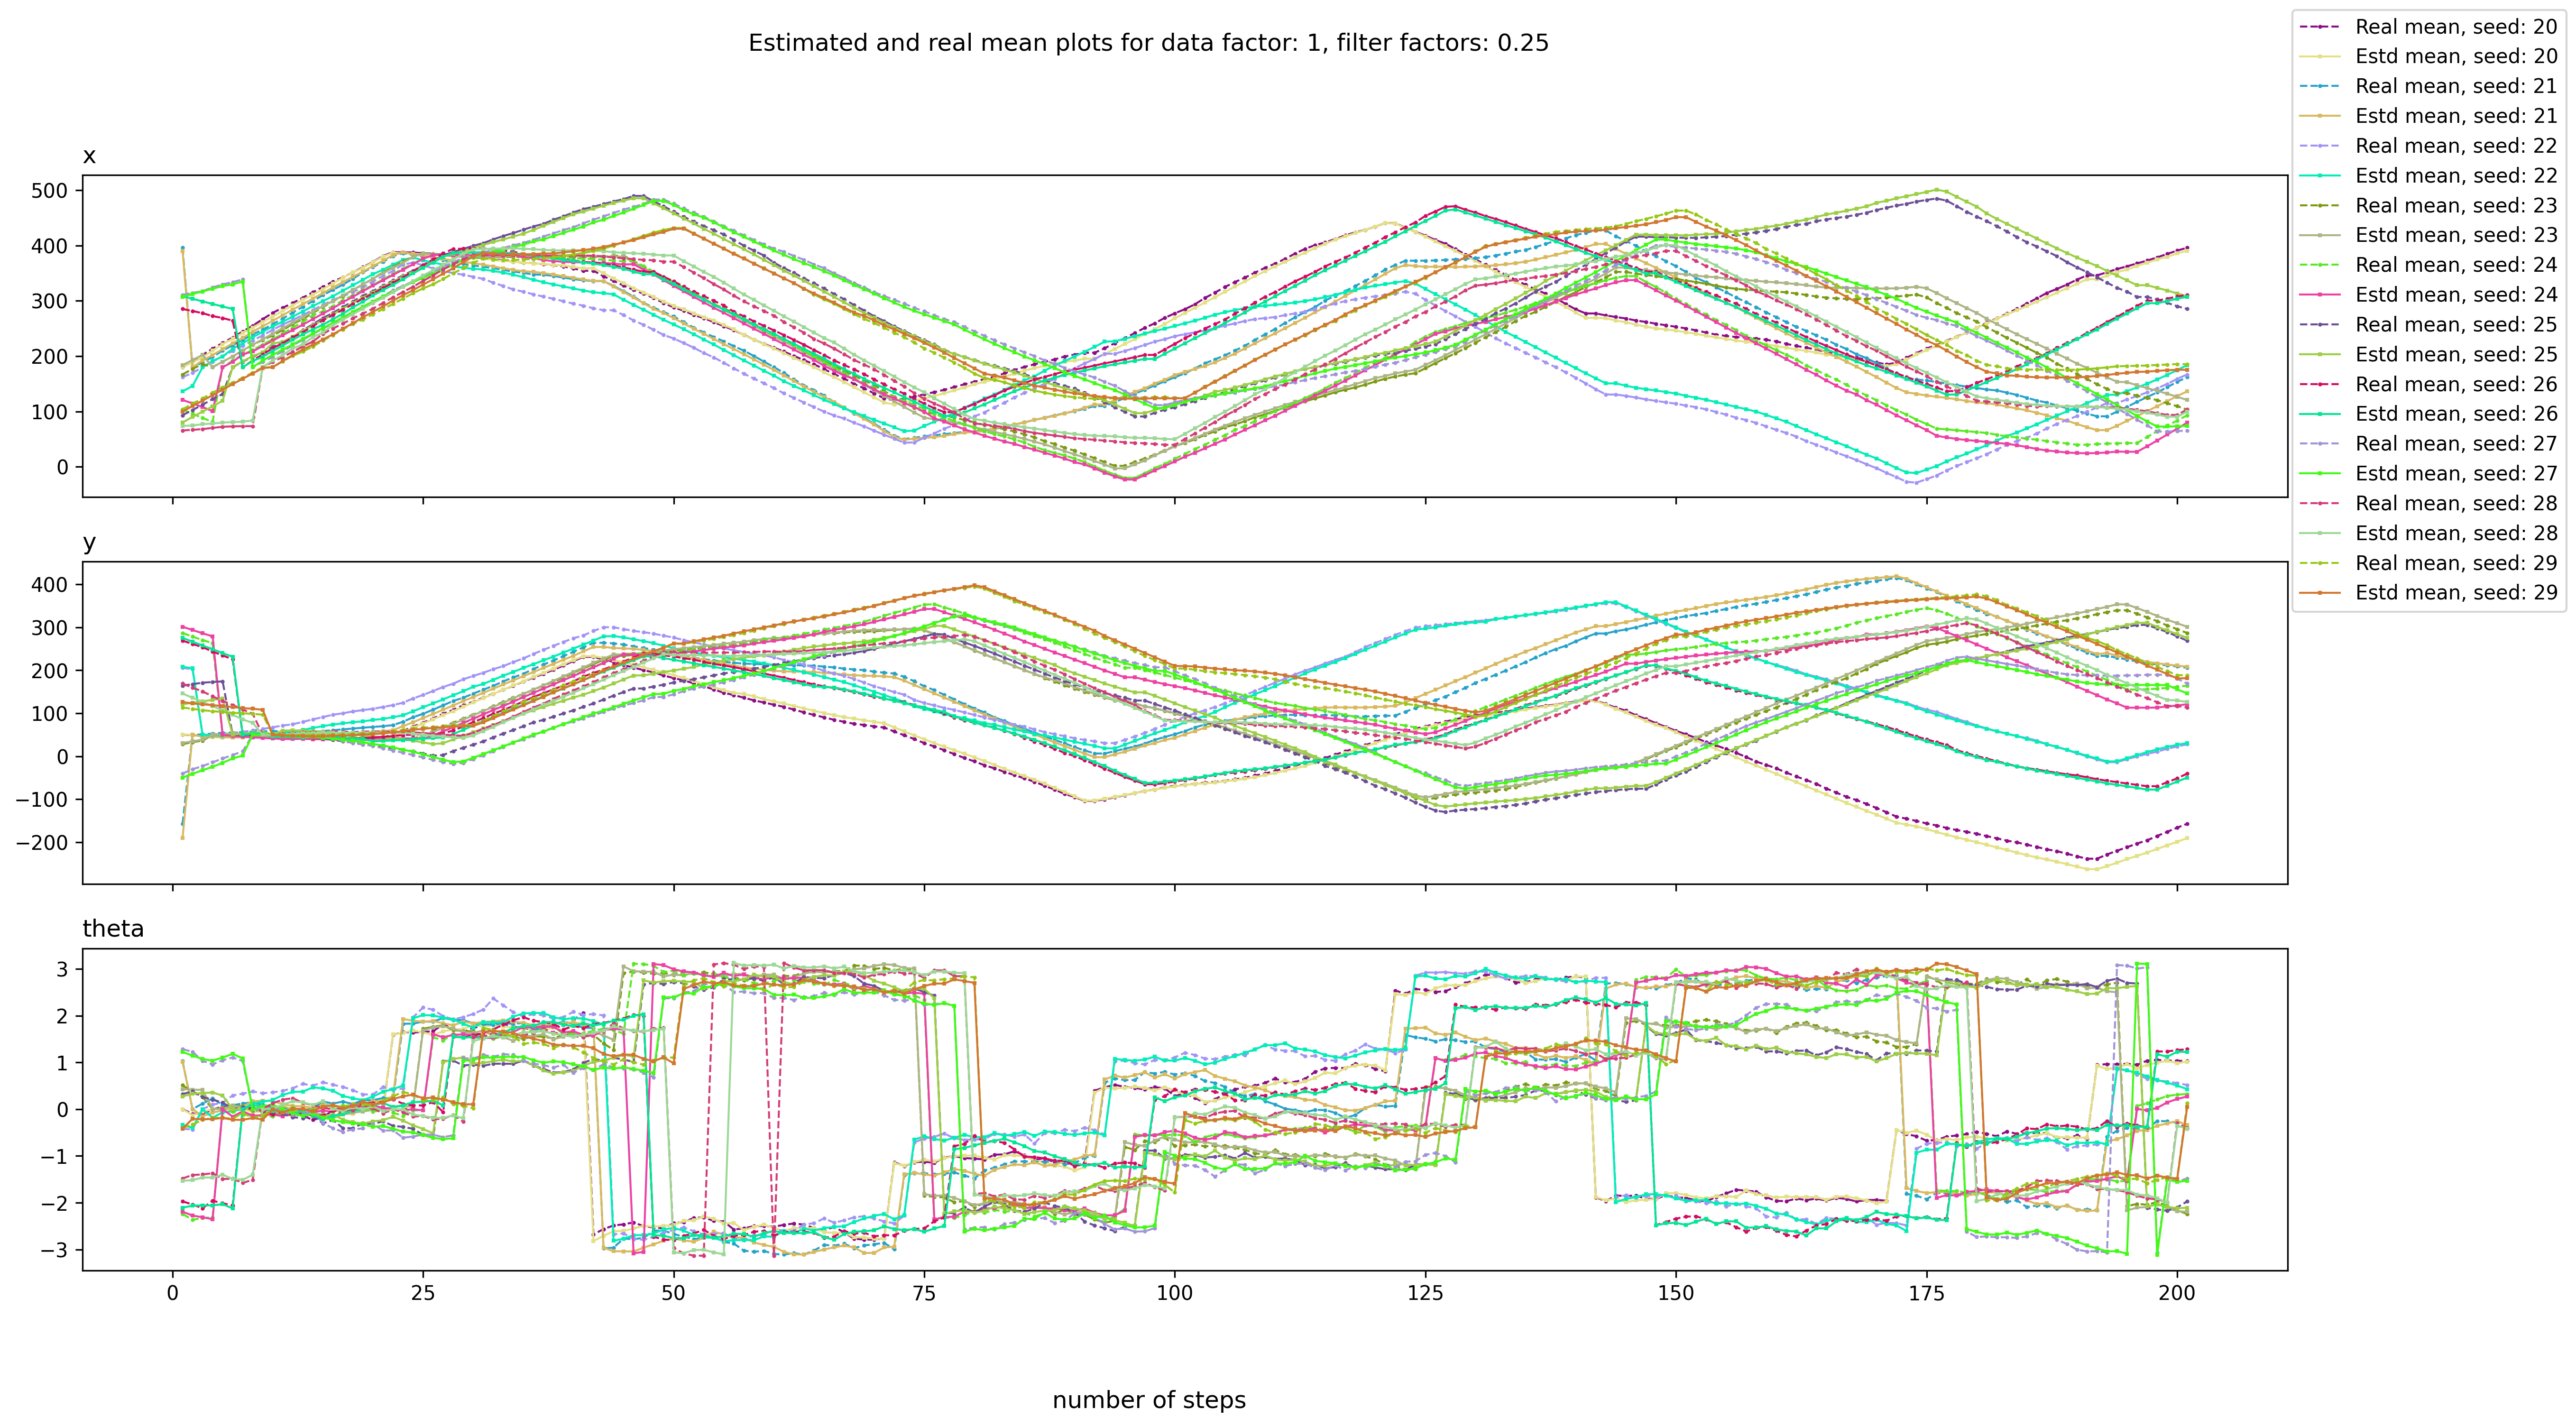 Estimated and real mean plots for data factor: 1, filter factors: 0.25
Real mean, seed: 20
Estd mean, seed: 20
Real mean, seed: 21
Estd mean, seed: 21
Real mean, seed: 22
Estd mean, seed: 22
Real mean, seed: 23
Estd mean, seed: 23
Real mean, seed: 24
Estd mean, seed: 24
Real mean, seed: 25
Estd mean, seed: 25
Real mean, seed: 26
Estd mean, seed: 26
Real mean, seed: 27
Estd mean, seed: 27
Real mean, seed: 28
Estd mean, seed: 28
Real mean, seed: 29
Estd mean, seed: 29
x
500
400
300
200
100
0
y
400
300
200
100
0
−100
−200
theta
3
2
1
0
−1
−2
−3
0 25 50 75 100 125 150 175 200
number of steps